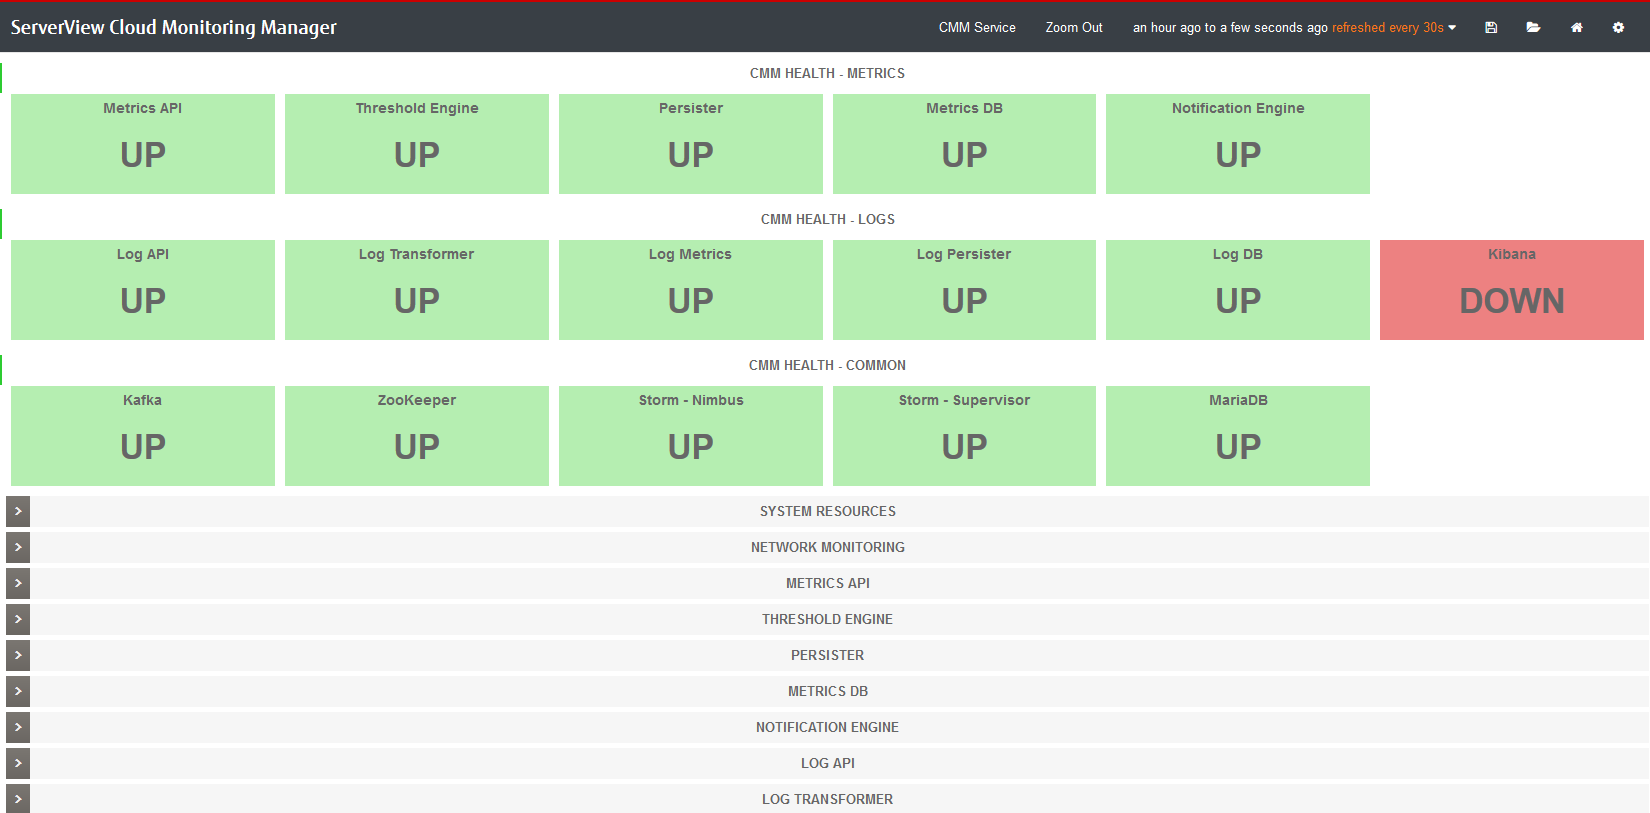 ServerView Cloud Monitoring Manager CMM Service Zoom Out an hour ago to a few seconds ago refreshed every 30s
CMM HEALTH - METRICS
Metrics API Threshold Engine Persister Metrics DB Notification Engine
UP UP UP UP UP
CMM HEALTH - LOGS
Log API Log Transformer Log Metrics Log Persister Log DB Kibana
UP UP UP UP UP DOWN
CMM HEALTH - COMMON
Kafka ZooKeeper Storm - Nimbus Storm - Supervisor MariaDB
UP UP UP UP UP
SYSTEM RESOURCES
NETWORK MONITORING
METRICS API
THRESHOLD ENGINE
PERSISTER
METRICS DB
NOTIFICATION ENGINE
LOG API
LOG TRANSFORMER